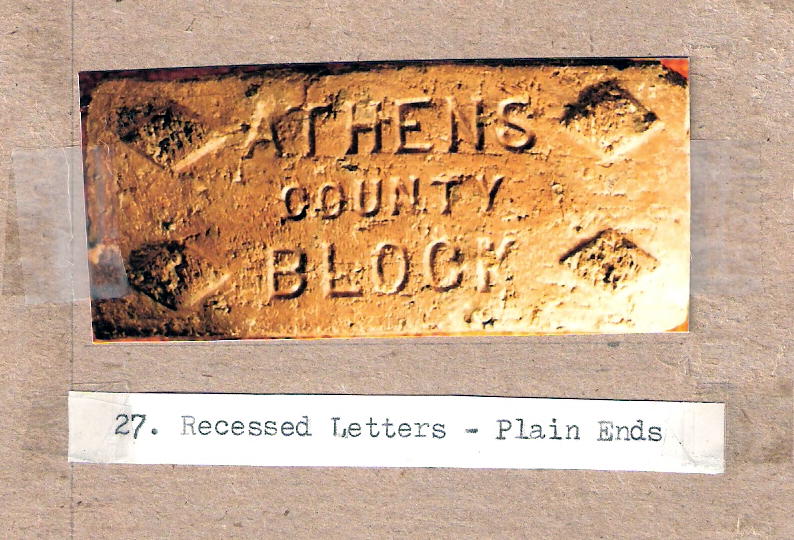 ATHENS
COUNTY
BLOCK
27. Recessed Letters - Plain Ends